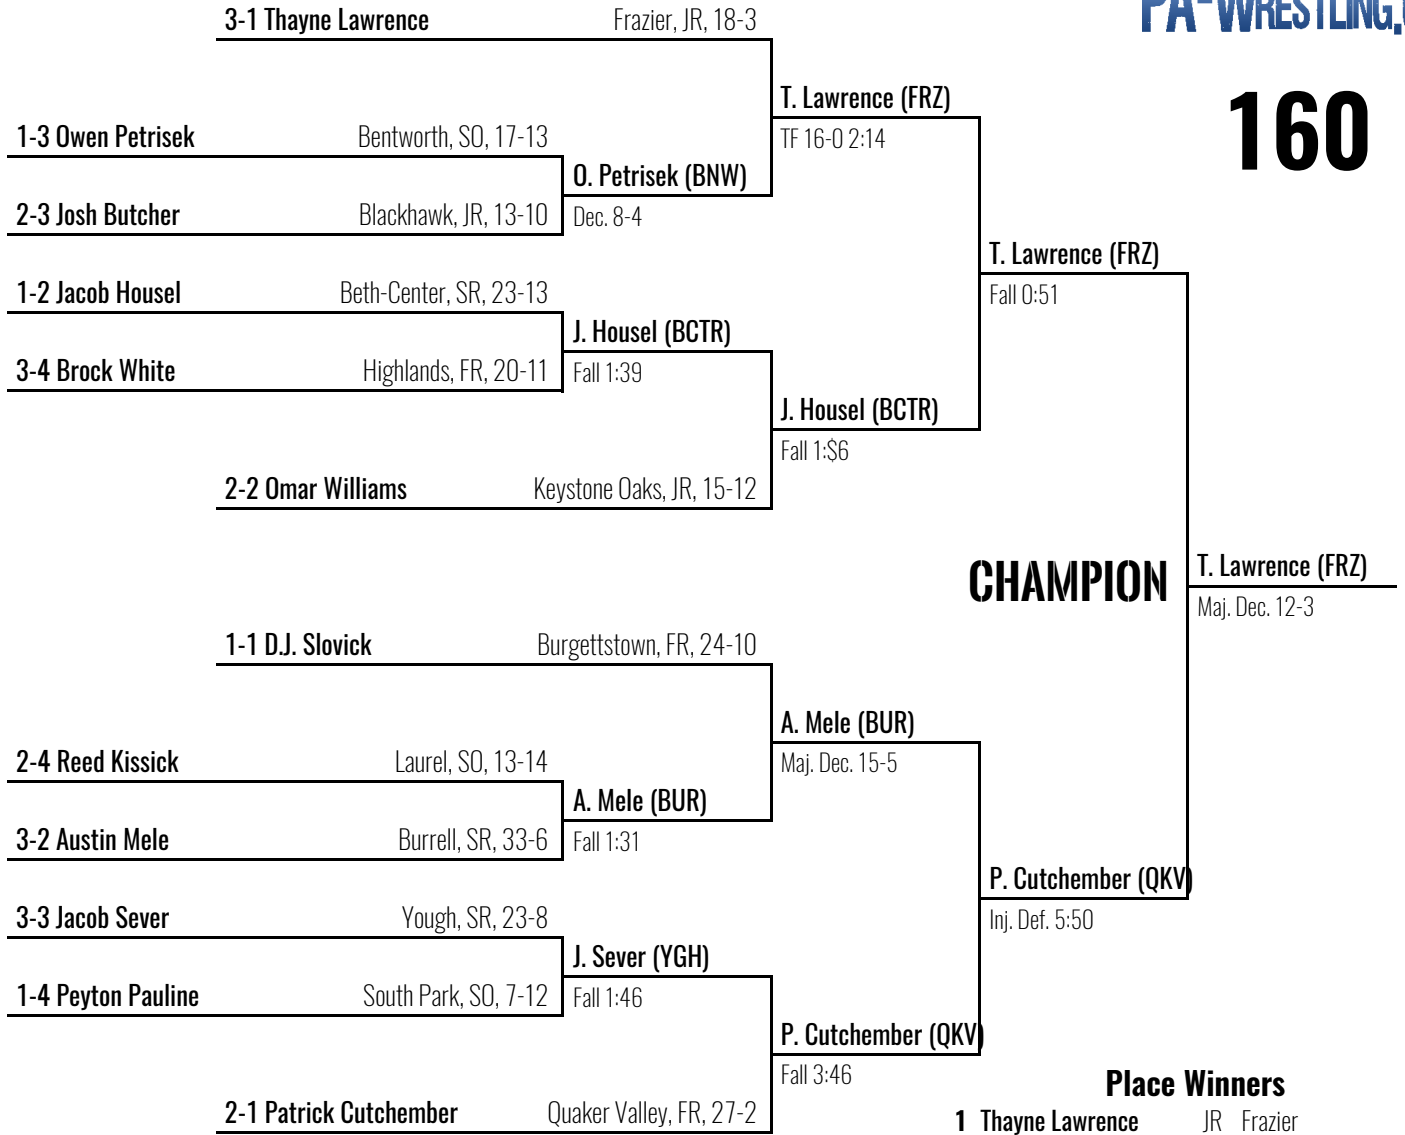 3-1 Thayne Lawrence Frazier, JR, 18-3
PA-WRESTLING.
160
T. Lawrence (FRZ)
TF 16-0 2:14
1-3 Owen Petrisek Bentworth, SO, 17-13
O. Petrisek (BNW)
Dec. 8-4
2-3 Josh Butcher Blackhawk, JR, 13-10
T. Lawrence (FRZ)
Fall 0:51
1-2 Jacob Housel Beth-Center, SR, 23-13
J. Housel (BCTR)
Fall 1:39
3-4 Brock White Highlands, FR, 20-11
J. Housel (BCTR)
Fall 1:$6
2-2 Omar Williams Keystone Oaks, JR, 15-12
CHAMPION
T. Lawrence (FRZ)
Maj. Dec. 12-3
1-1 D.J. Slovick Burgettstown, FR, 24-10
A. Mele (BUR)
Maj. Dec. 15-5
2-4 Reed Kissick Laurel, SO, 13-14
A. Mele (BUR)
Fall 1:31
3-2 Austin Mele Burrell, SR, 33-6
P. Cutchember (QKV)
Inj. Def. 5:50
3-3 Jacob Sever Yough, SR, 23-8
J. Sever (YGH)
Fall 1:46
1-4 Peyton Pauline South Park, SO, 7-12
P. Cutchember (QKV)
Fall 3:46
2-1 Patrick Cutchember Quaker Valley, FR, 27-2
Place Winners
1 Thayne Lawrence JR Frazier